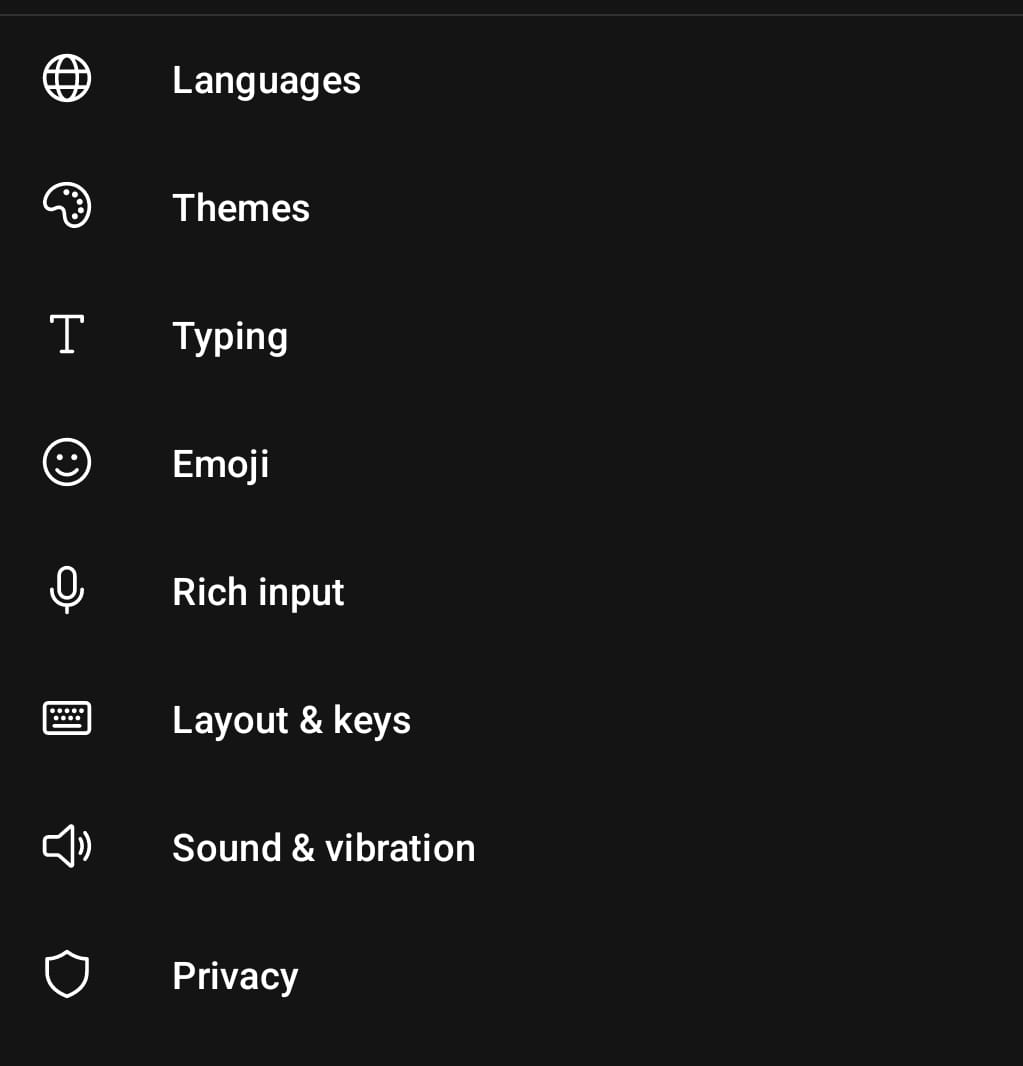 Languages
Themes
Typing
Emoji
Rich input
Layout & keys
Sound & vibration
Privacy